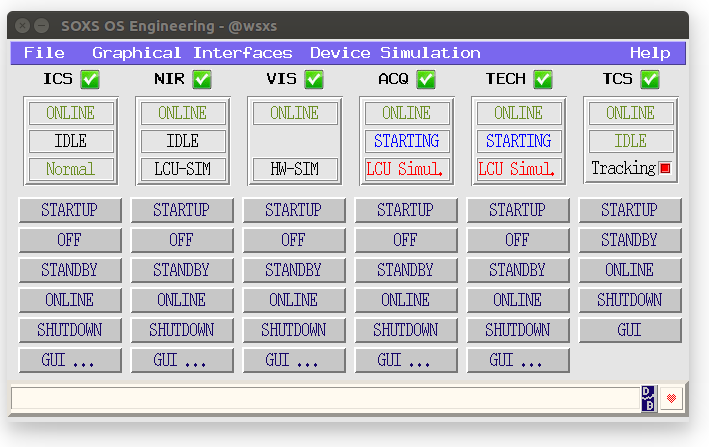 SOXS OS Engineering - @wsxs
File Graphical Interfaces Device Simulation Help
ICS NIR VIS ACQ TECH TCS
ONLINE ONLINE ONLINE ONLINE ONLINE ONLINE
IDLE IDLE STARTING STARTING IDLE
Normal LCU-SIM HW-SIM LCU Simul. LCU Simul. Tracking
STARTUP STARTUP STARTUP STARTUP STARTUP STARTUP
OFF OFF OFF OFF OFF STANDBY
STANDBY STANDBY STANDBY STANDBY STANDBY ONLINE
ONLINE ONLINE ONLINE ONLINE ONLINE SHUTDOWN
SHUTDOWN SHUTDOWN SHUTDOWN SHUTDOWN SHUTDOWN GUI
GUI ... GUI ... GUI ... GUI ... GUI ...
D
B